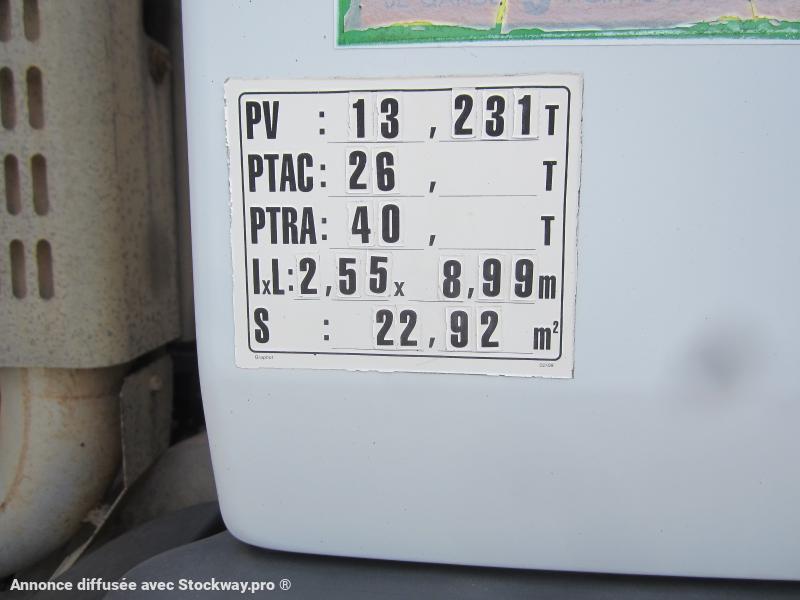 PV : 13,231 T
PTAC: 26, T
PTRA: 40, T
lxL: 2,55 x 8,99 m
S : 22,92 m²
Graphot
Annonce diffusée avec Stockway.pro ®